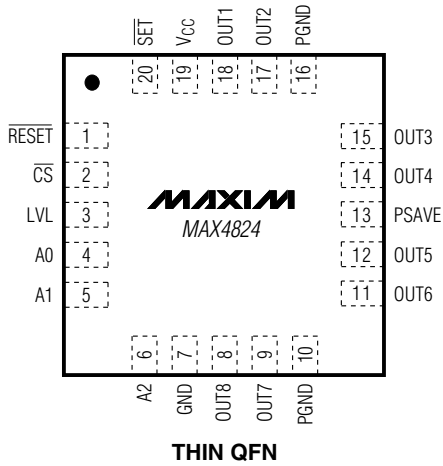 SET
VCC
OUT1
OUT2
PGND
20
19
18
17
16
RESET 1
CS 2
LVL 3
A0 4
A1 5
MAXIM
MAX4824
15 OUT3
14 OUT4
13 PSAVE
12 OUT5
11 OUT6
6
7
8
9
10
A2
GND
OUT8
OUT7
PGND
THIN QFN